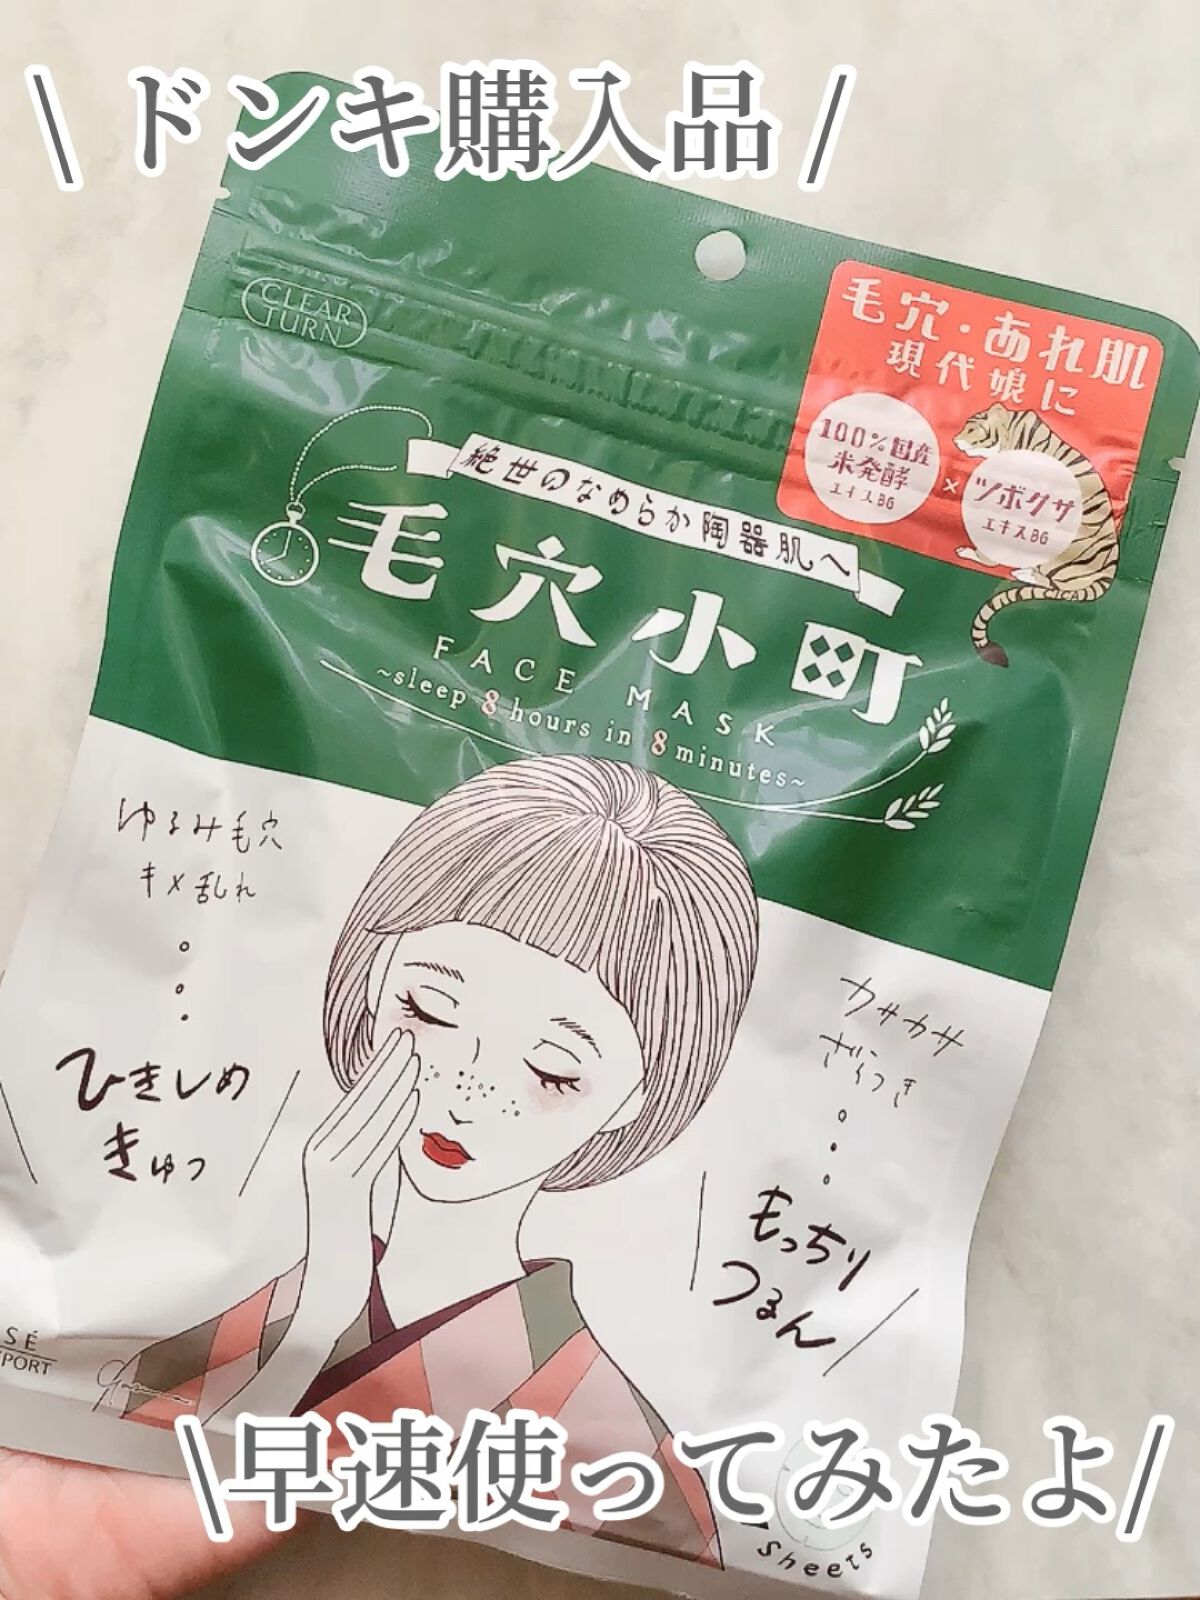 \ ドンキ購入品 /
CLEAR
TURN
毛穴・あれ肌
現代娘に
100%国産
米発酵
エキスBG
×
ツボクサ
エキスBG
CICA
絶世のなめらか陶器肌へ
毛穴小町
FACE MASK
~sleep 8 hours in 8 minutes~
ゆるみ毛穴
キメ乱れ
ひきしめ
きゅっ
カサカサ
ざらつき
もっちり
つるん
SÉ
PORT
\早速使ってみたよ/
Sheets